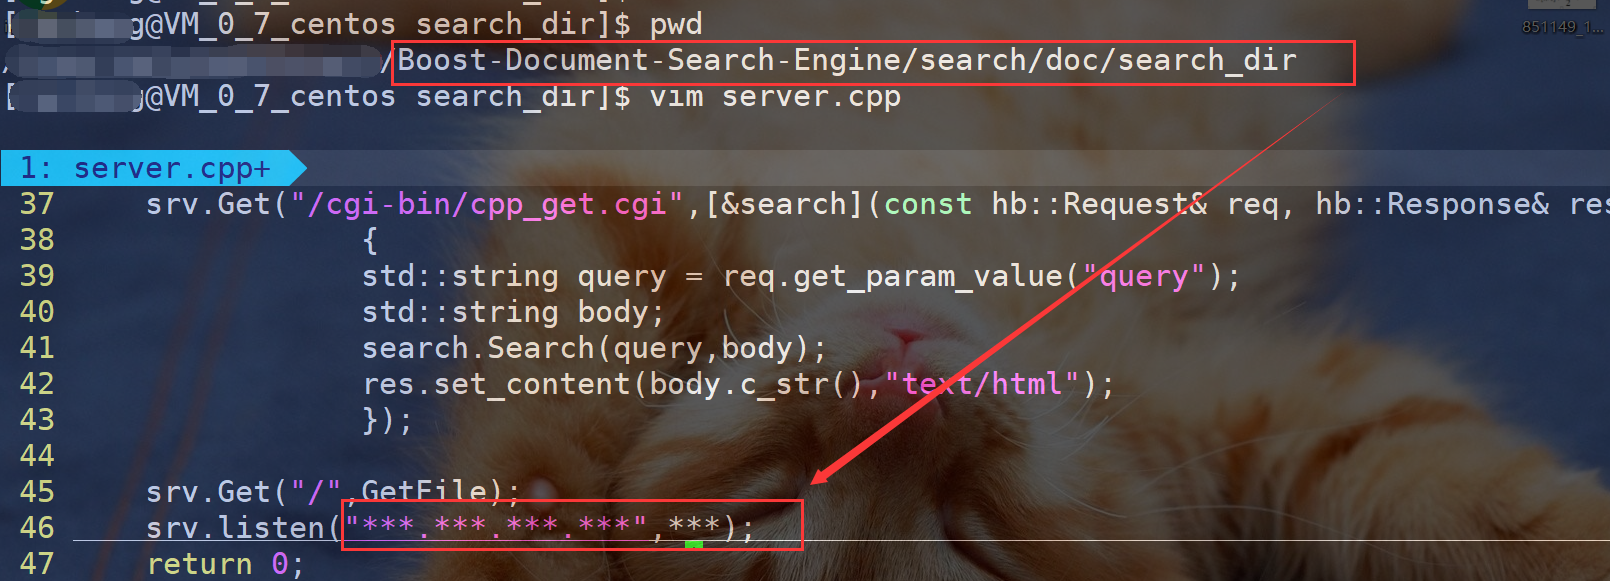 g@VM_0_7_centos search_dir]$ pwd
851149_1...
/Boost-Document-Search-Engine/search/doc/search_dir
[g@VM_0_7_centos search_dir]$ vim server.cpp
1: server.cpp+
37 srv.Get("/cgi-bin/cpp_get.cgi",[&search](const hb::Request& req, hb::Response& res
38 {
39 std::string query = req.get_param_value("query");
40 std::string body;
41 search.Search(query,body);
42 res.set_content(body.c_str(),"text/html");
43 });
44
45 srv.Get("/",GetFile);
46 srv.listen("***.***.***.***",***);
47 return 0;